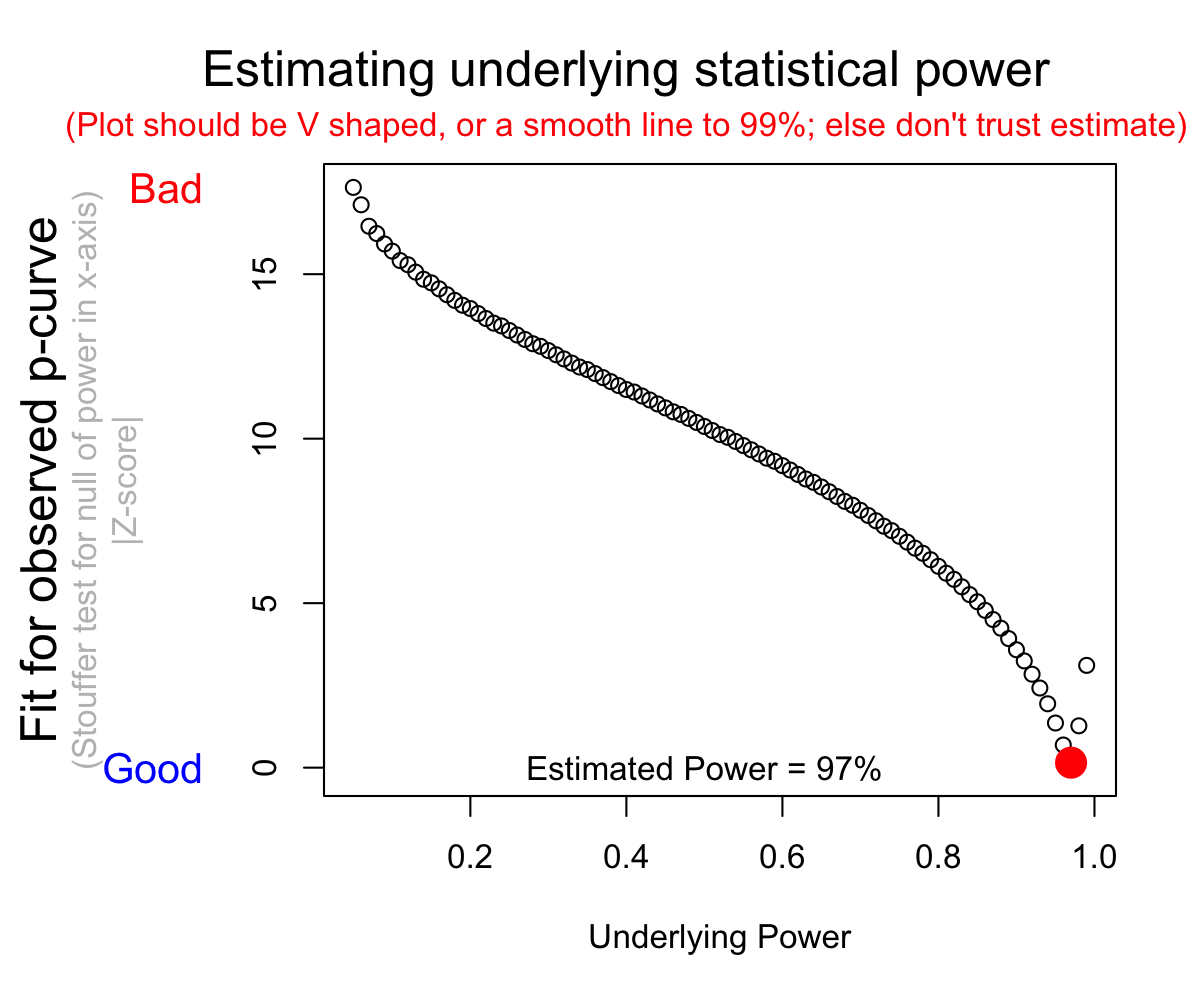 Estimating underlying statistical power
(Plot should be V shaped, or a smooth line to 99%; else don't trust estimate)
Bad
Good
Fit for observed p-curve
(Stouffer test for null of power in x-axis)
|Z-score|
15
10
5
0
Estimated Power = 97%
0.2
0.4
0.6
0.8
1.0
Underlying Power